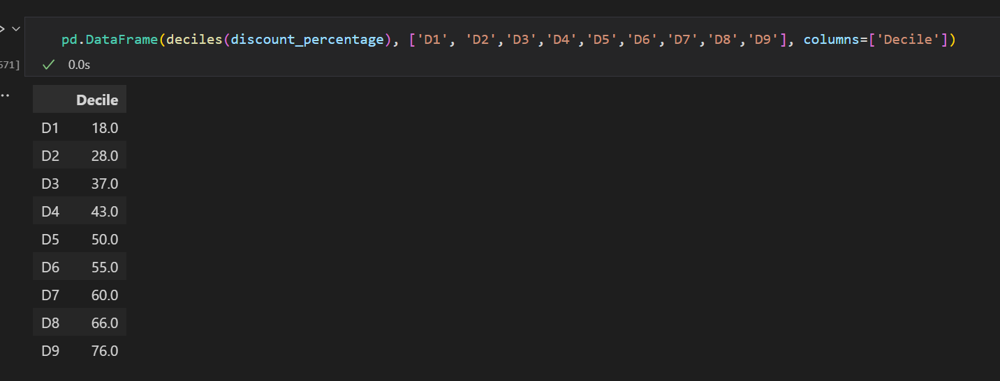 pd.DataFrame(deciles(discount_percentage), ['D1', 'D2','D3','D4','D5','D6','D7','D8','D9'], columns=['Decile'])
571] 0.0s
Decile
D1 18.0
D2 28.0
D3 37.0
D4 43.0
D5 50.0
D6 55.0
D7 60.0
D8 66.0
D9 76.0